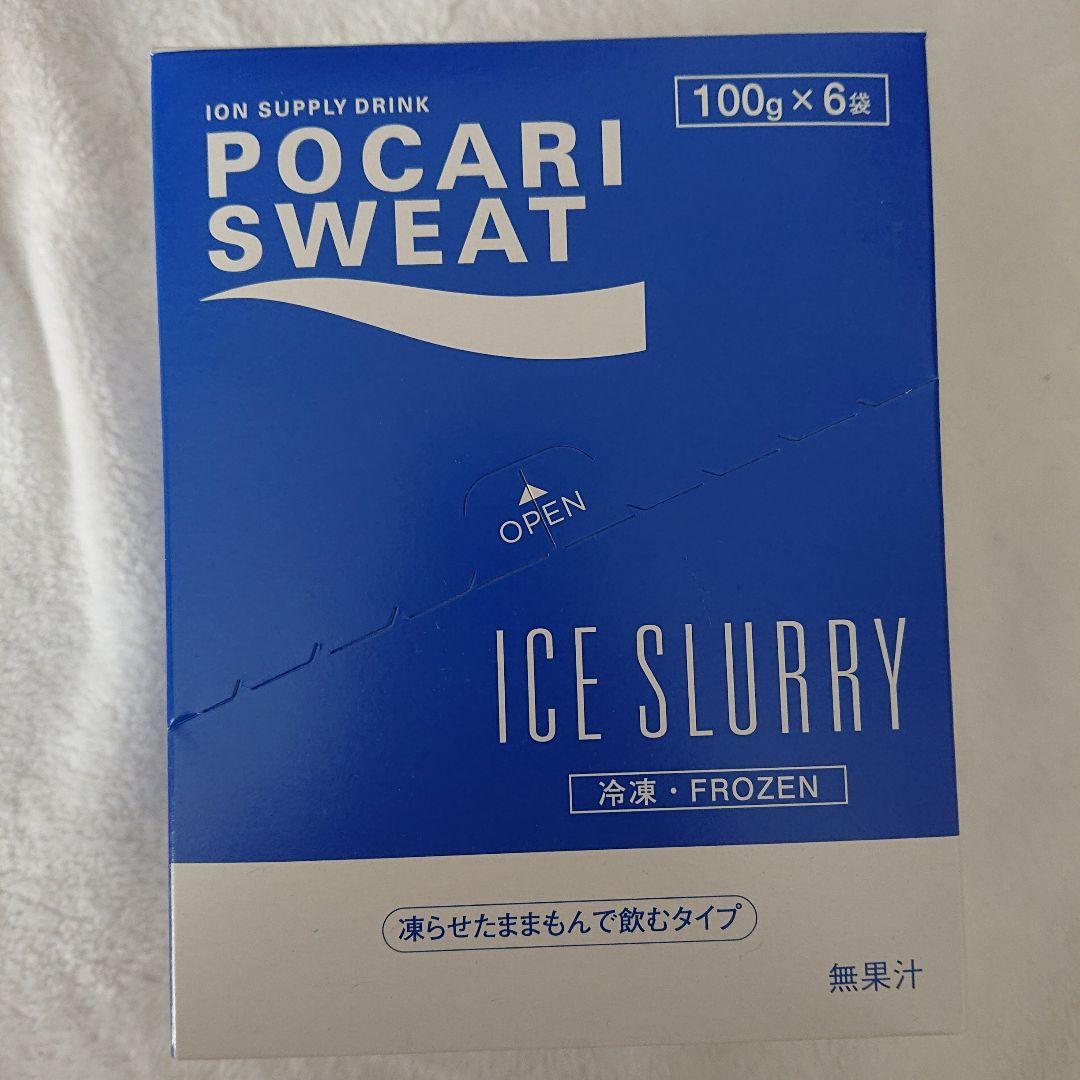 ION SUPPLY DRINK
100g×6袋
POCARI
SWEAT
OPEN
ICE SLURRY
冷凍・FROZEN
凍らせたままもんで飲むタイプ
無果汁